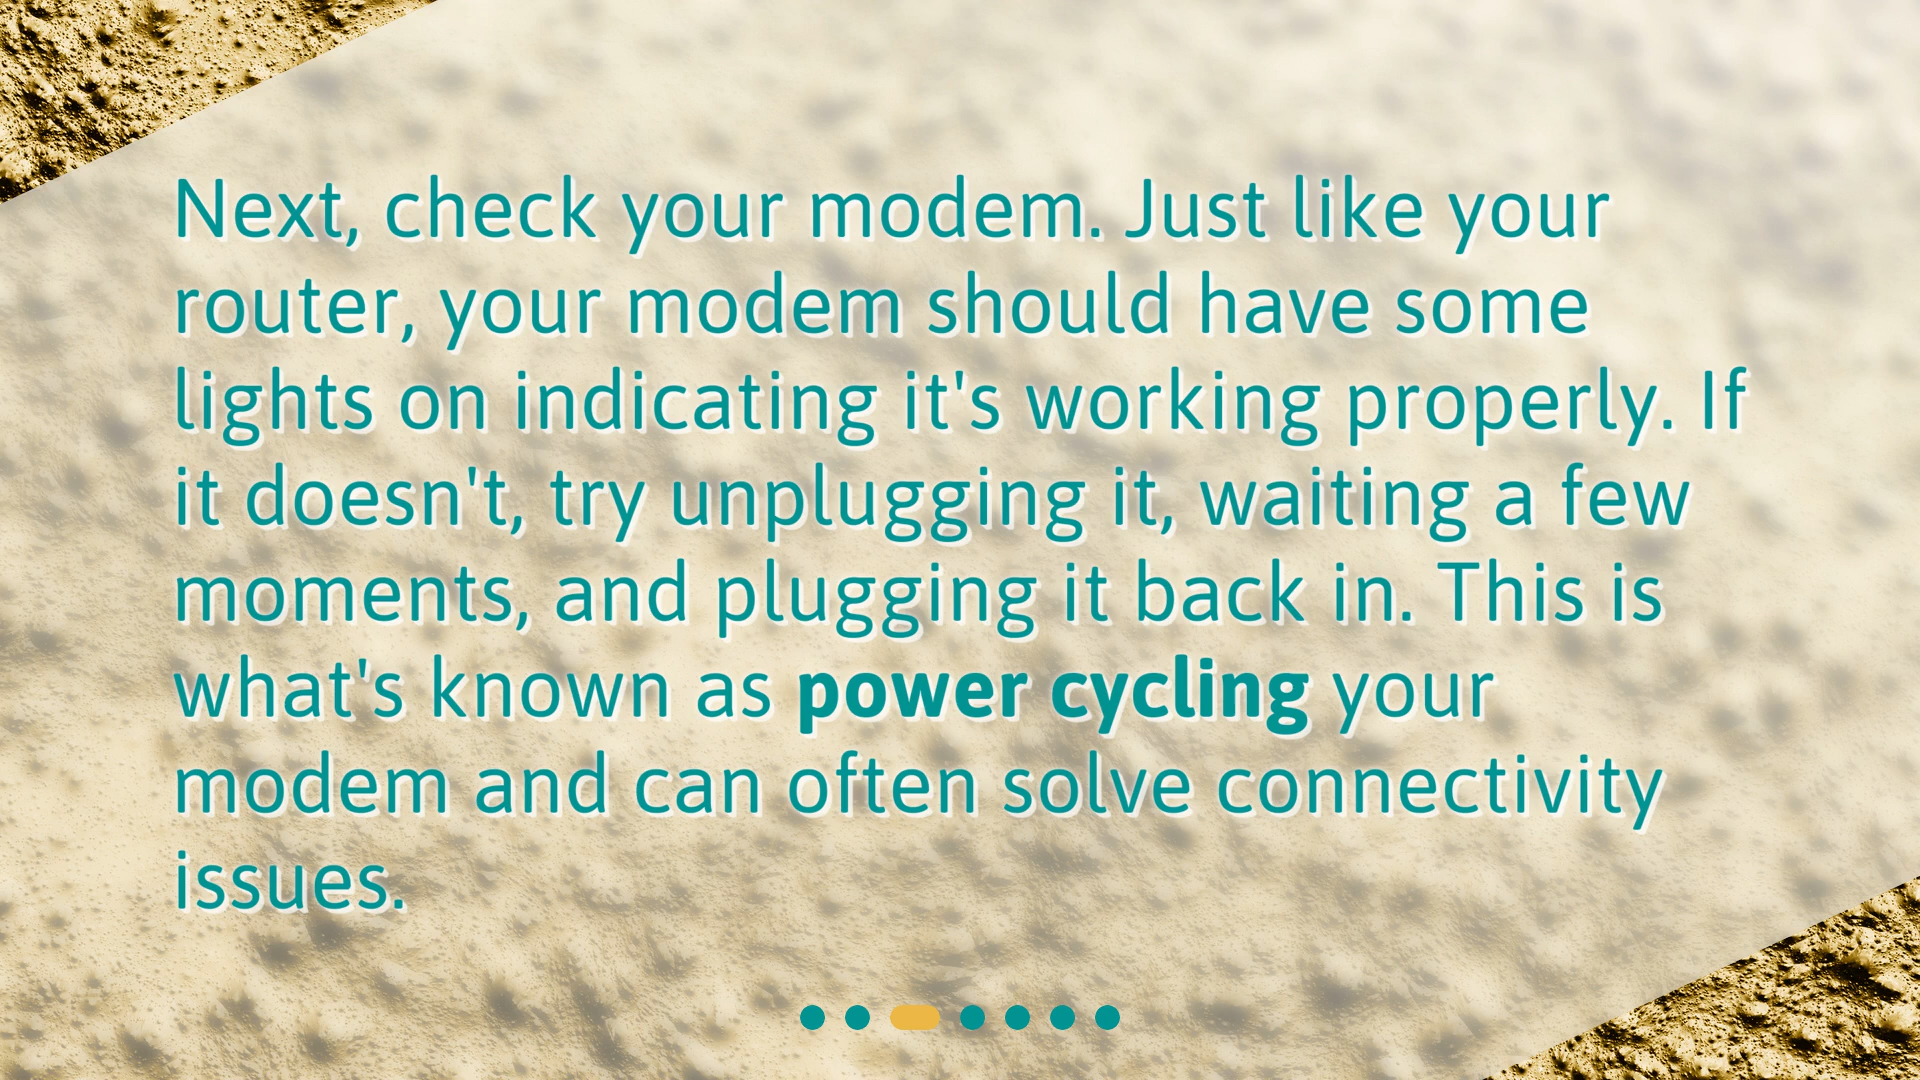 Next, check your modem. Just like your
router, your modem should have some
lights on indicating it's working properly. If
it doesn't, try unplugging it, waiting a few
moments, and plugging it back in. This is
what's known as power cycling your
modem and can often solve connectivity
issues.